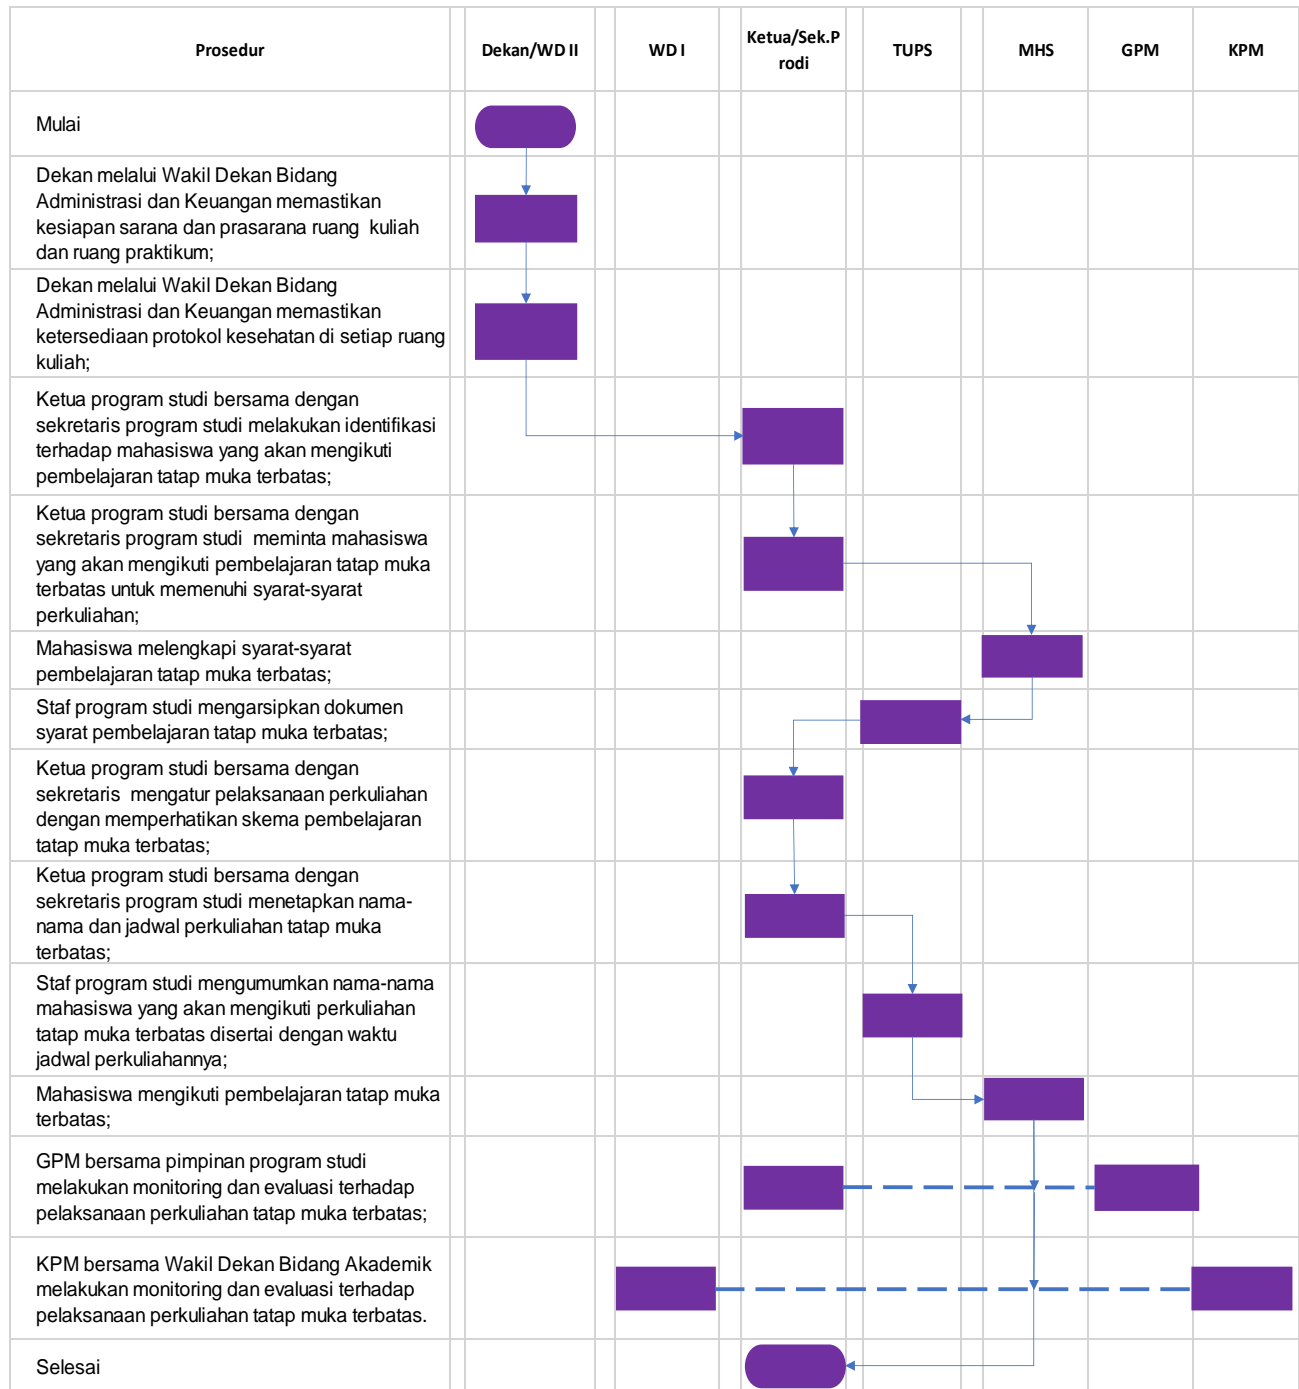 Prosedur
Dekan/WD II
WD I
Ketua/Sek.P
rodi
TUPS
MHS
GPM
KPM
Mulai
Dekan melalui Wakil Dekan Bidang
Administrasi dan Keuangan memastikan
kesiapan sarana dan prasarana ruang kuliah
dan ruang praktikum;
Dekan melalui Wakil Dekan Bidang
Administrasi dan Keuangan memastikan
ketersediaan protokol kesehatan di setiap ruang
kuliah;
Ketua program studi bersama dengan
sekretaris program studi melakukan identifikasi
terhadap mahasiswa yang akan mengikuti
pembelajaran tatap muka terbatas;
Ketua program studi bersama dengan
sekretaris program studi meminta mahasiswa
yang akan mengikuti pembelajaran tatap muka
terbatas untuk memenuhi syarat-syarat
perkuliahan;
Mahasiswa melengkapi syarat-syarat
pembelajaran tatap muka terbatas;
Staf program studi mengarsipkan dokumen
syarat pembelajaran tatap muka terbatas;
Ketua program studi bersama dengan
sekretaris mengatur pelaksanaan perkuliahan
dengan memperhatikan skema pembelajaran
tatap muka terbatas;
Ketua program studi bersama dengan
sekretaris program studi menetapkan nama-
nama dan jadwal perkuliahan tatap muka
terbatas;
Staf program studi mengumumkan nama-nama
mahasiswa yang akan mengikuti perkuliahan
tatap muka terbatas disertai dengan waktu
jadwal perkuliahannya;
Mahasiswa mengikuti pembelajaran tatap muka
terbatas;
GPM bersama pimpinan program studi
melakukan monitoring dan evaluasi terhadap
pelaksanaan perkuliahan tatap muka terbatas;
KPM bersama Wakil Dekan Bidang Akademik
melakukan monitoring dan evaluasi terhadap
pelaksanaan perkuliahan tatap muka terbatas.
Selesai